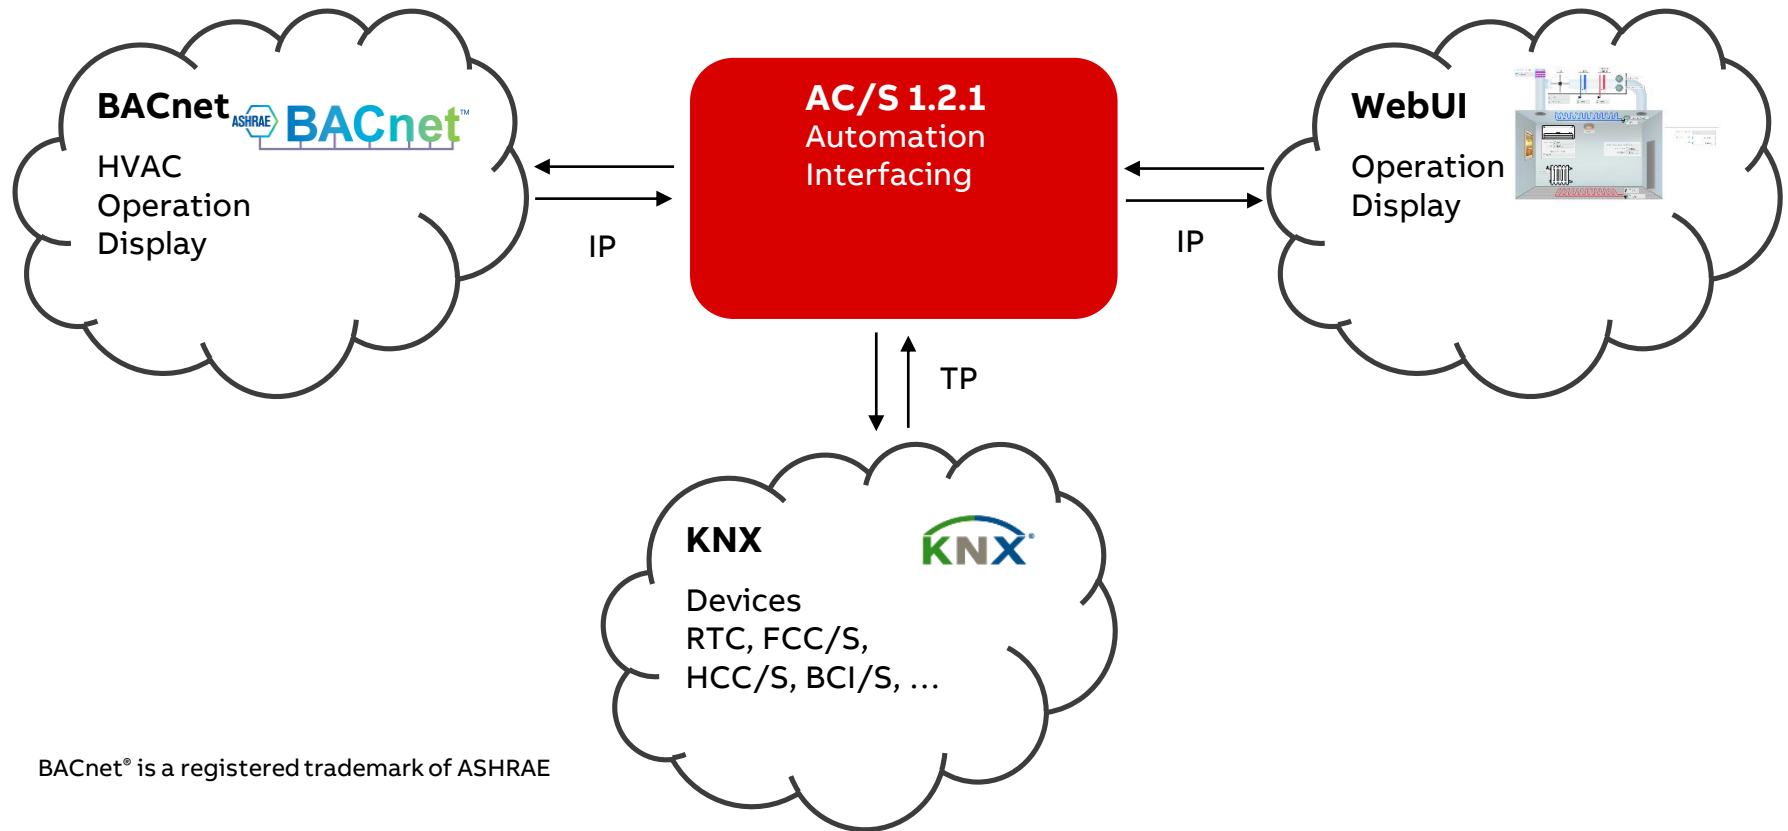 BACnet
ASHRAE BACnet™
HVAC
Operation
Display
IP
AC/S 1.2.1
Automation
Interfacing
IP
WebUI
Operation
Display
TP
KNX
KNX®
Devices
RTC, FCC/S,
HCC/S, BCI/S, …
BACnet® is a registered trademark of ASHRAE